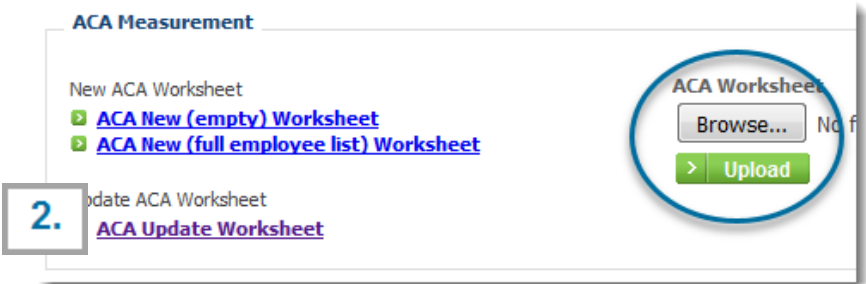 ACA Measurement
New ACA Worksheet
ACA New (empty) Worksheet
ACA New (full employee list) Worksheet
2.
pdate ACA Worksheet
ACA Update Worksheet
ACA Worksheet
Browse... No f
> Upload